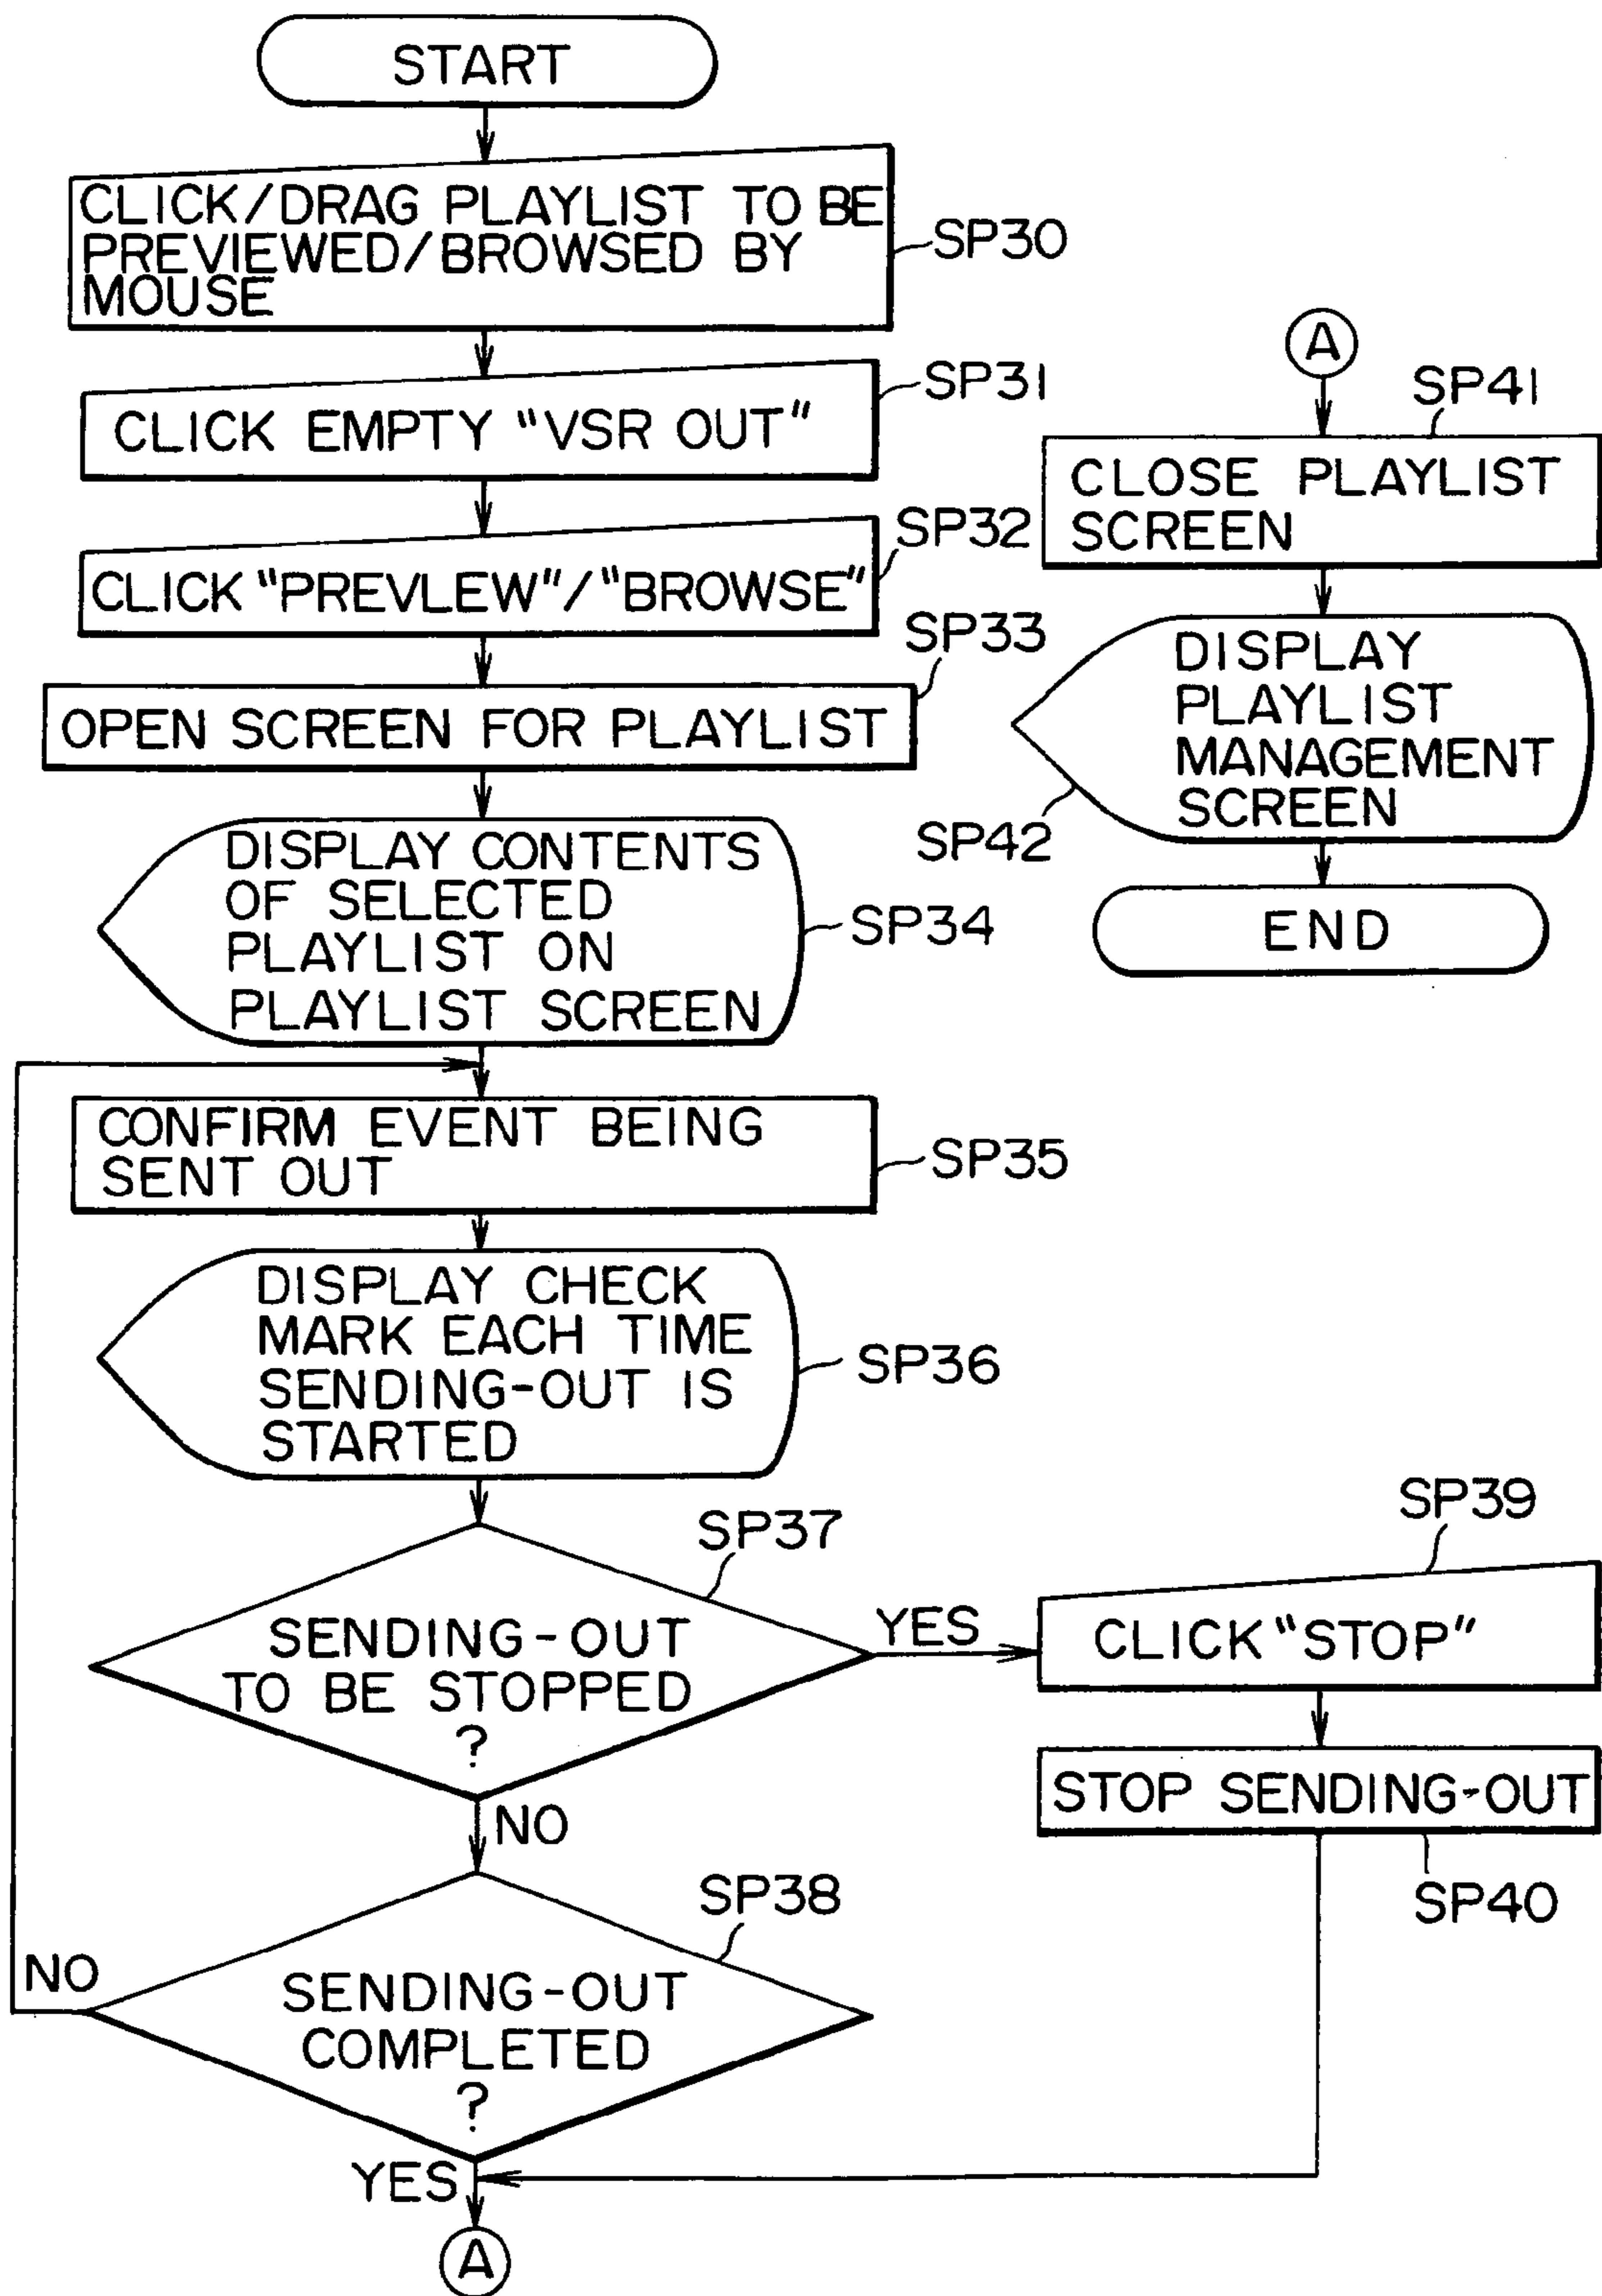 START
CLICK/DRAG PLAYLIST TO BE
PREVIEWED/BROWSED BY
MOUSE
SP30
CLICK EMPTY "VSR OUT"
SP31
CLICK "PREVLEW"/"BROWSE"
SP32
OPEN SCREEN FOR PLAYLIST
SP33
DISPLAY CONTENTS
OF SELECTED
PLAYLIST ON
PLAYLIST SCREEN
SP34
CONFIRM EVENT BEING
SENT OUT
SP35
DISPLAY CHECK
MARK EACH TIME
SENDING-OUT IS
STARTED
SP36
SP37
SENDING-OUT
TO BE STOPPED
?
YES
NO
SP38
SENDING-OUT
COMPLETED
?
NO
YES
A
SP39
CLICK "STOP"
STOP SENDING-OUT
SP40
A
SP41
CLOSE PLAYLIST
SCREEN
DISPLAY
PLAYLIST
MANAGEMENT
SCREEN
SP42
END